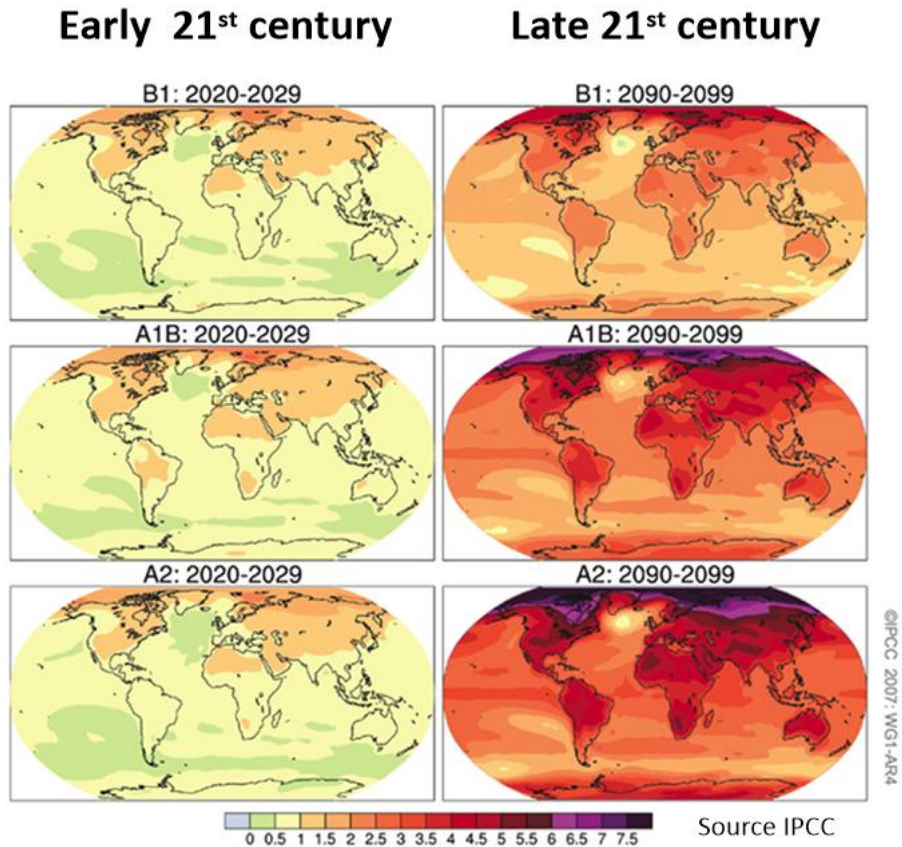 Early 21st century
Late 21st century
B1: 2020-2029
B1: 2090-2099
A1B: 2020-2029
A1B: 2090-2099
A2: 2020-2029
A2: 2090-2099
©IPCC 2007: WG1-AR4
0 0.5 1 1.5 2 2.5 3 3.5 4 4.5 5 5.5 6 6.5 7 7.5
Source IPCC